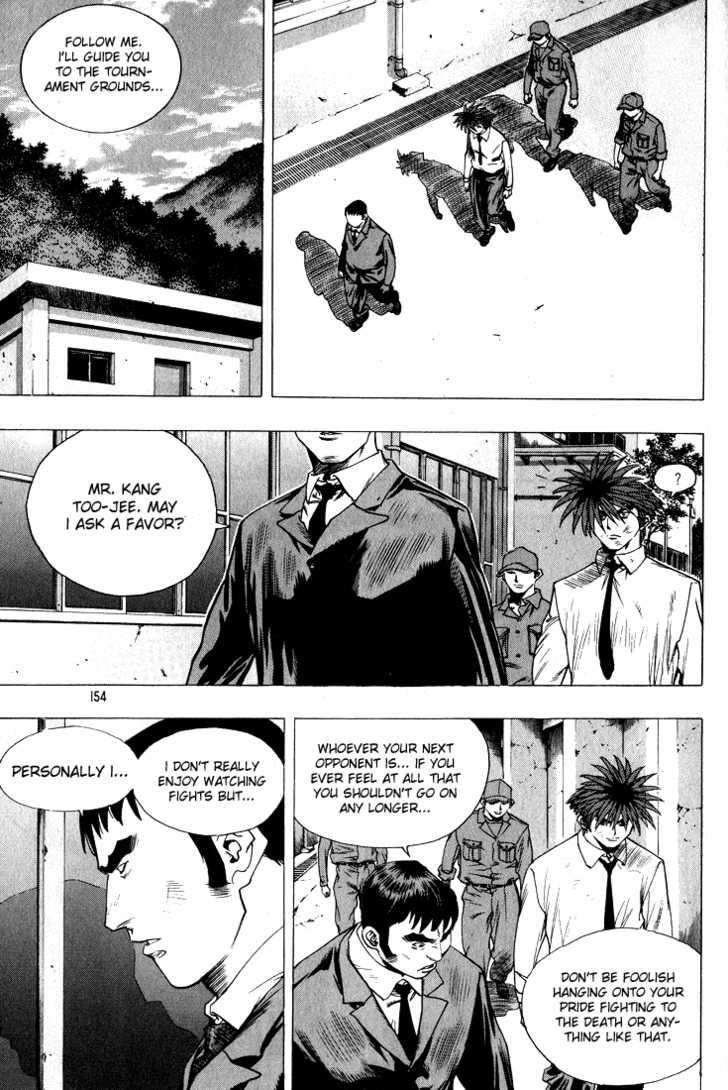 FOLLOW ME.
I'LL GUIDE YOU
TO THE TOURN-
AMENT GROUNDS...
MR. KANG
TOO-JEE. MAY
I ASK A FAVOR?
?
154
PERSONALLY I...
I DON'T REALLY
ENJOY WATCHING
FIGHTS BUT...
WHOEVER YOUR NEXT
OPPONENT IS... IF YOU
EVER FEEL AT ALL THAT
YOU SHOULDN'T GO ON
ANY LONGER...
DON'T BE FOOLISH
HANGING ONTO YOUR
PRIDE FIGHTING TO
THE DEATH OR ANY-
THING LIKE THAT.